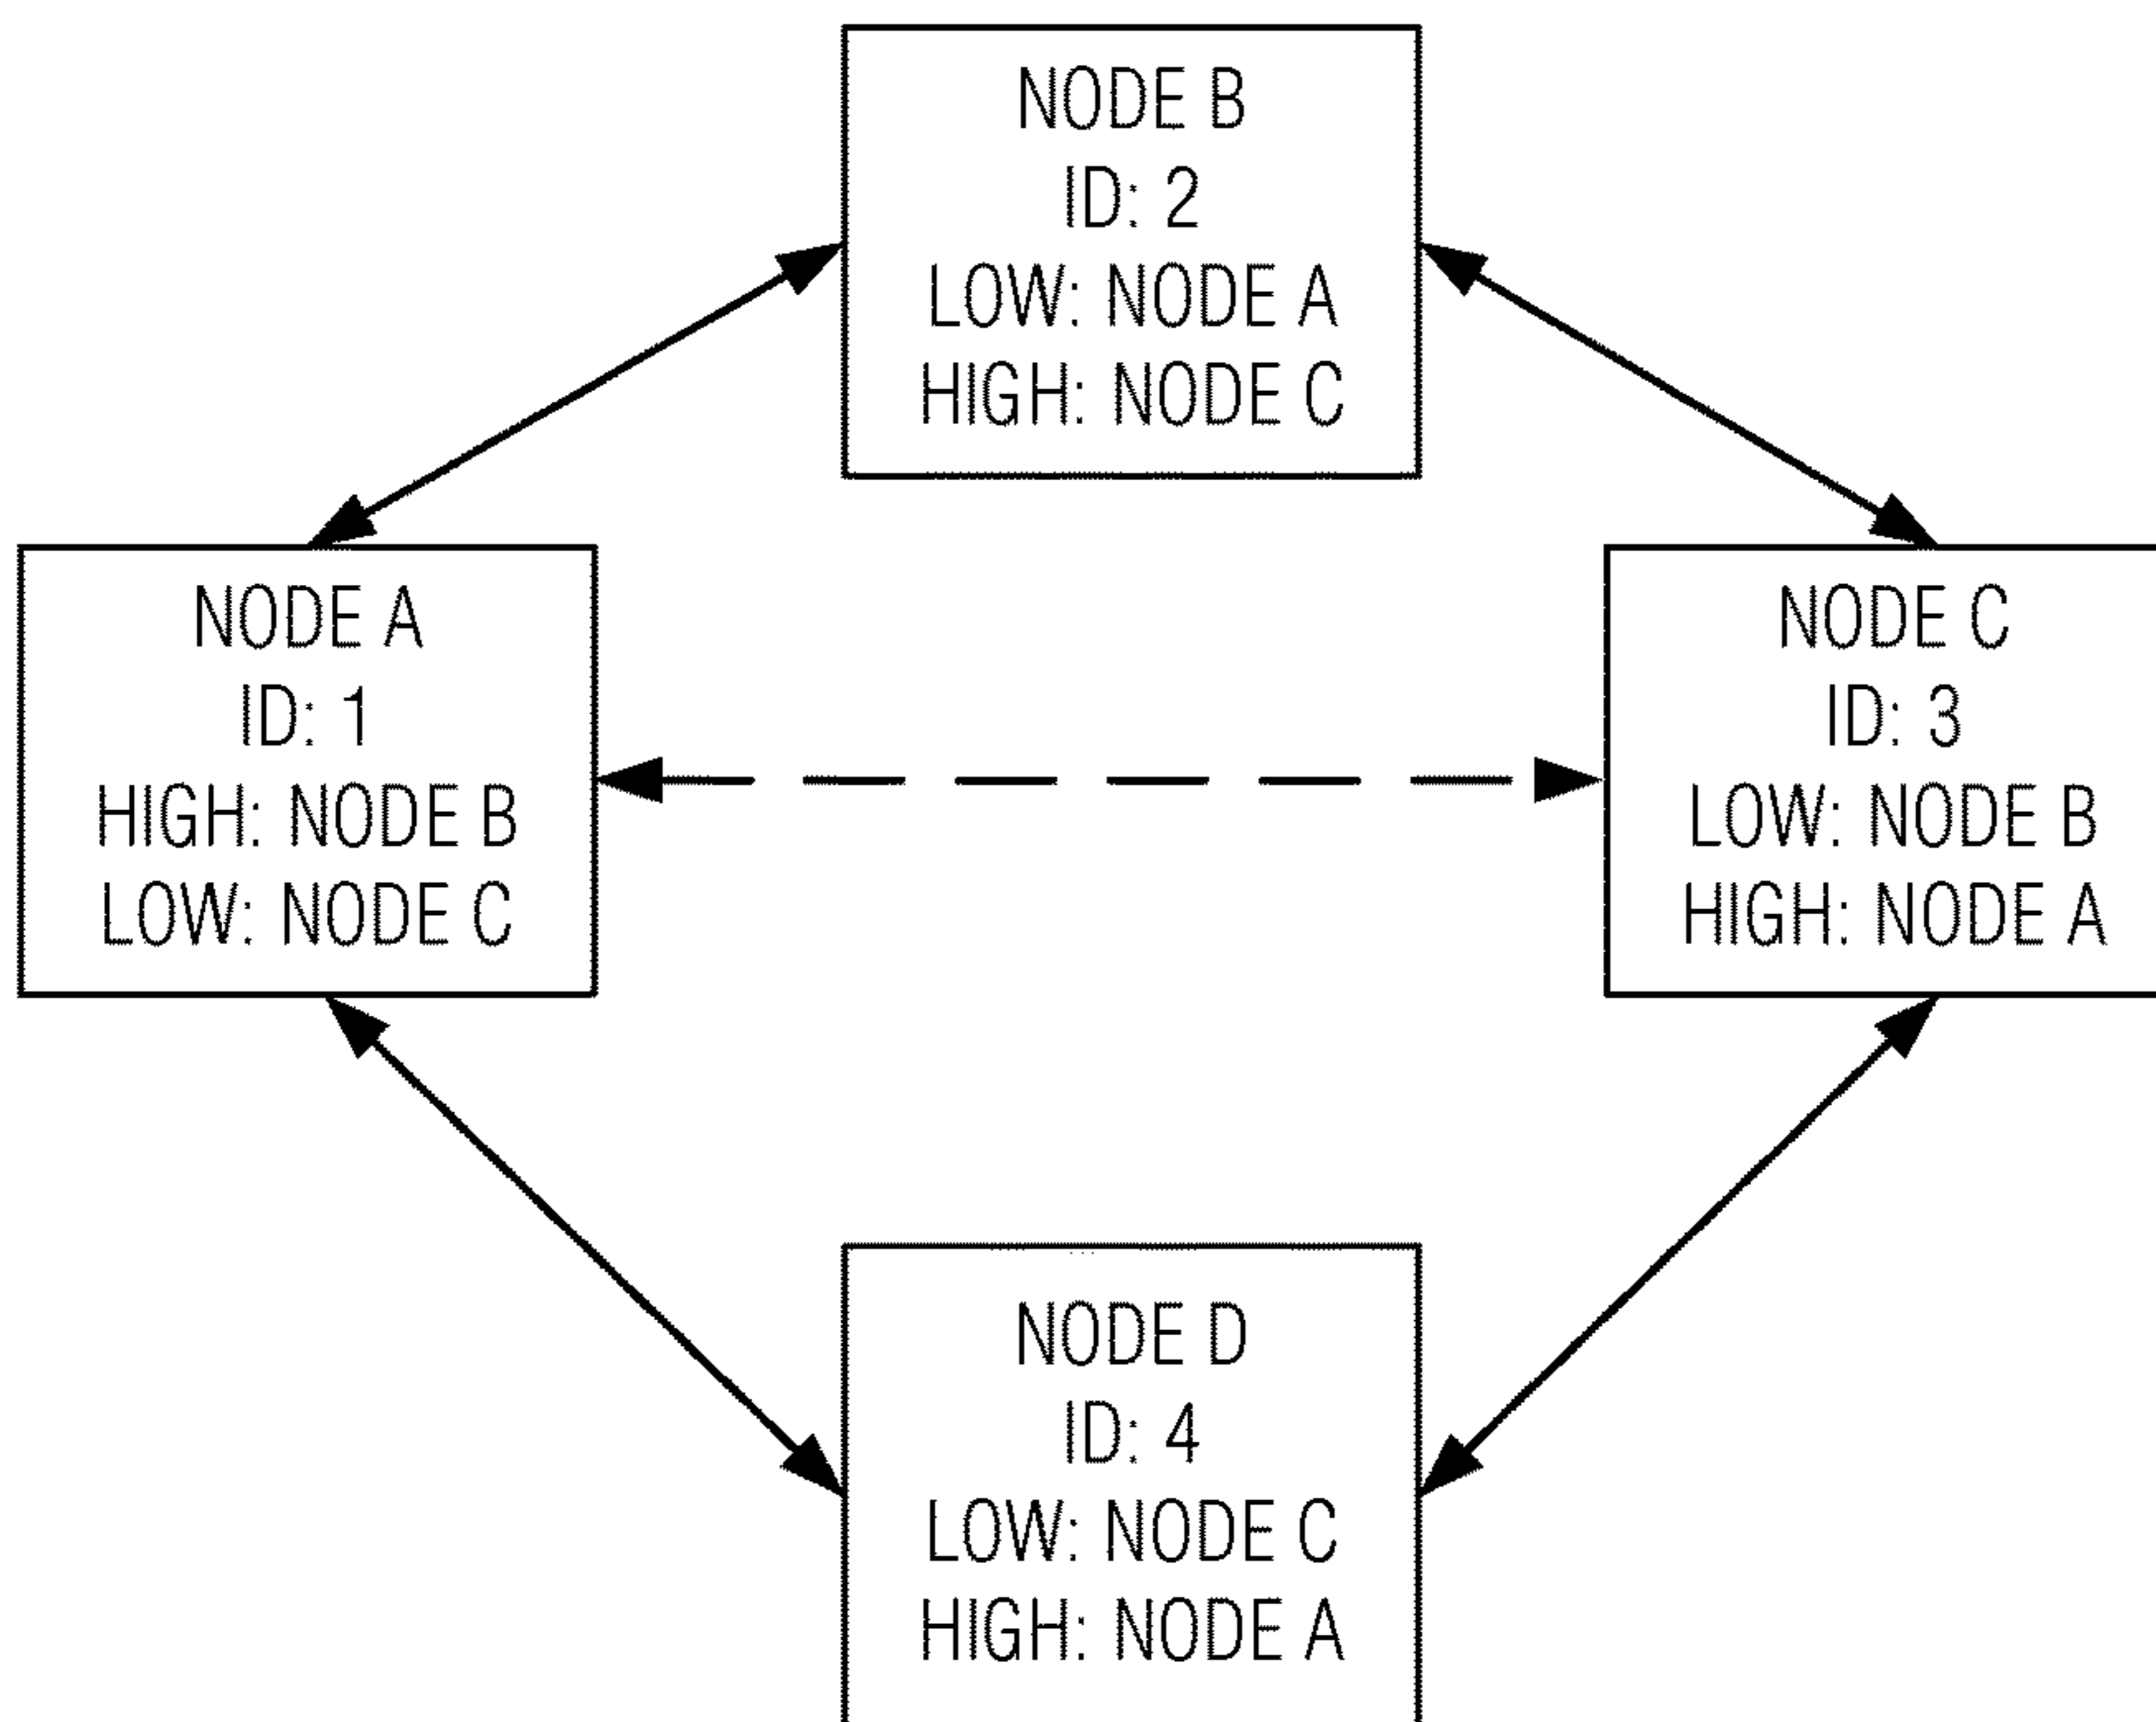 NODE B
ID: 2
LOW: NODE A
HIGH: NODE C
NODE A
ID: 1
HIGH: NODE B
LOW: NODE C
NODE C
ID: 3
LOW: NODE B
HIGH: NODE A
NODE D
ID: 4
LOW: NODE C
HIGH: NODE A